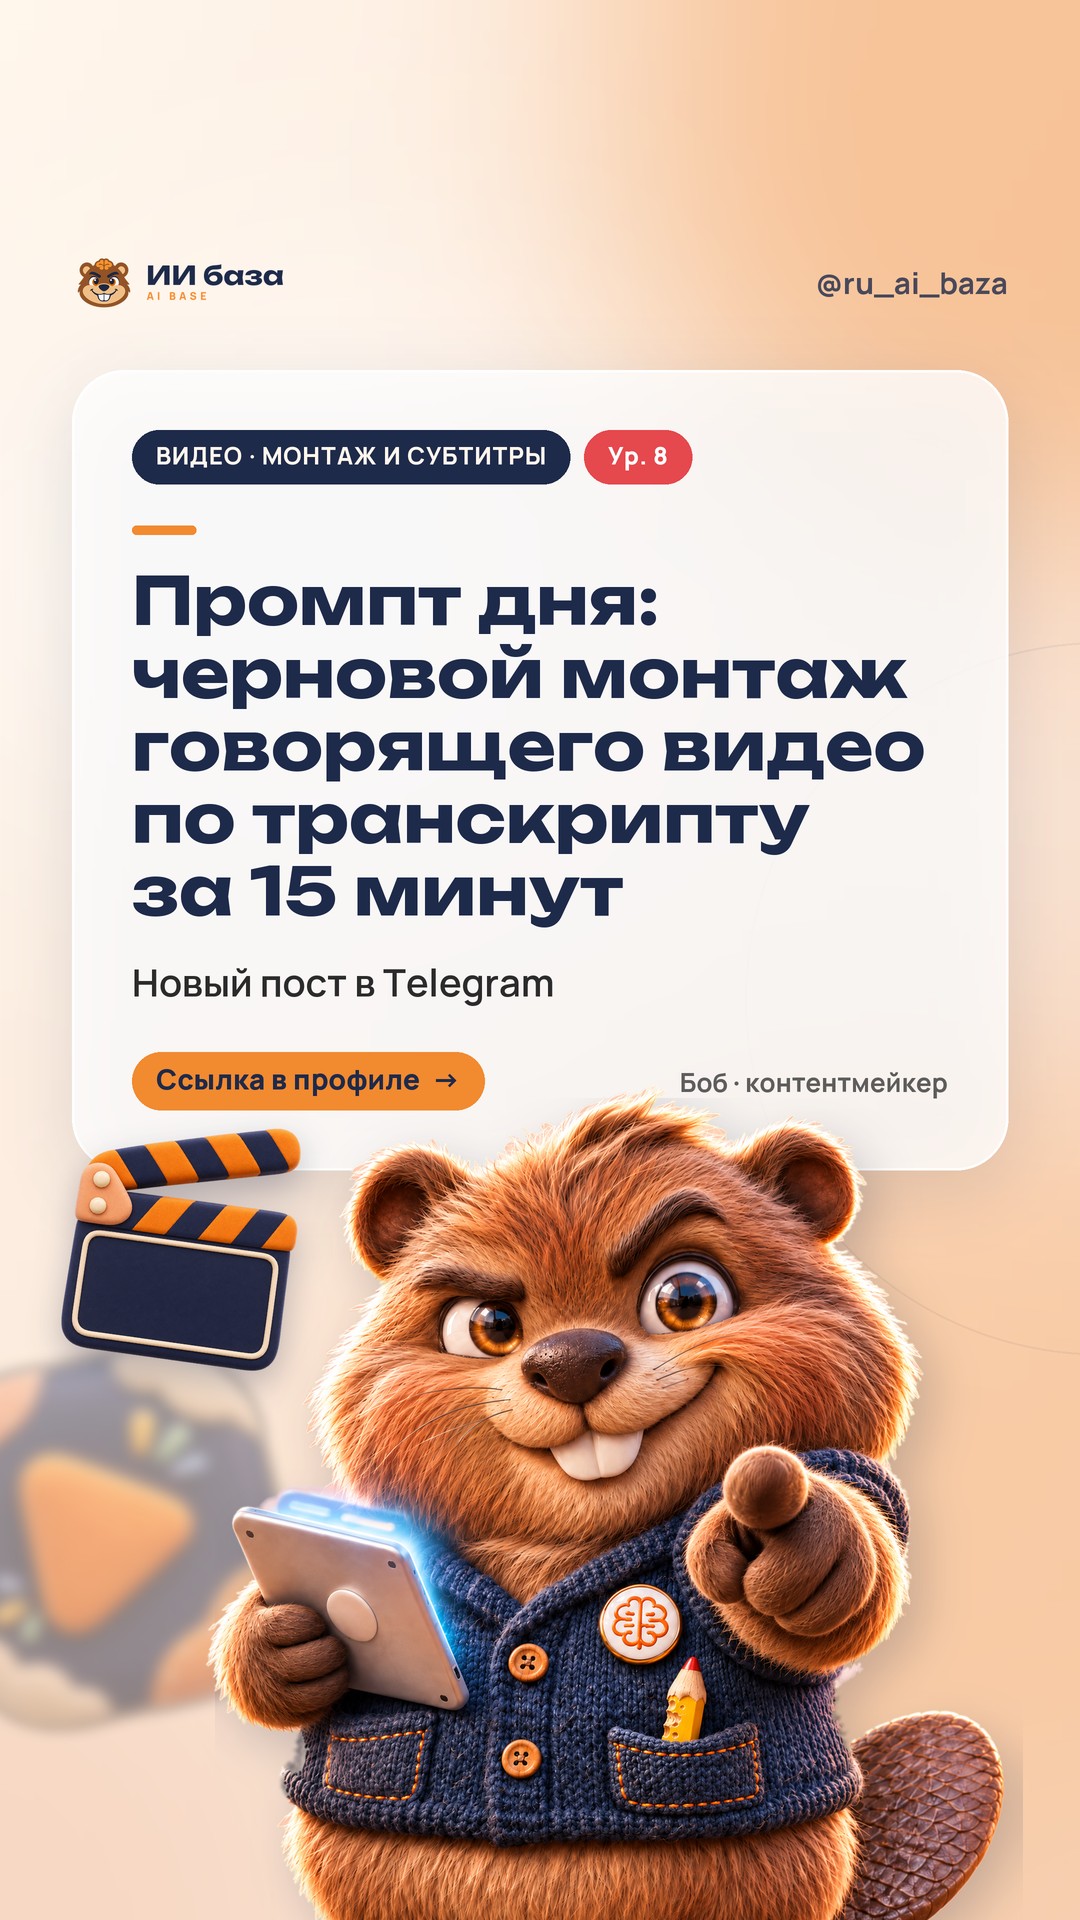 ИИ база
AI BASE
@ru_ai_baza
ВИДЕО · МОНТАЖ И СУБТИТРЫ
Ур. 8
Промпт дня:
черновой монтаж
говорящего видео
по транскрипту
за 15 минут
Новый пост в Telegram
Ссылка в профиле →
Боб · контентмейкер